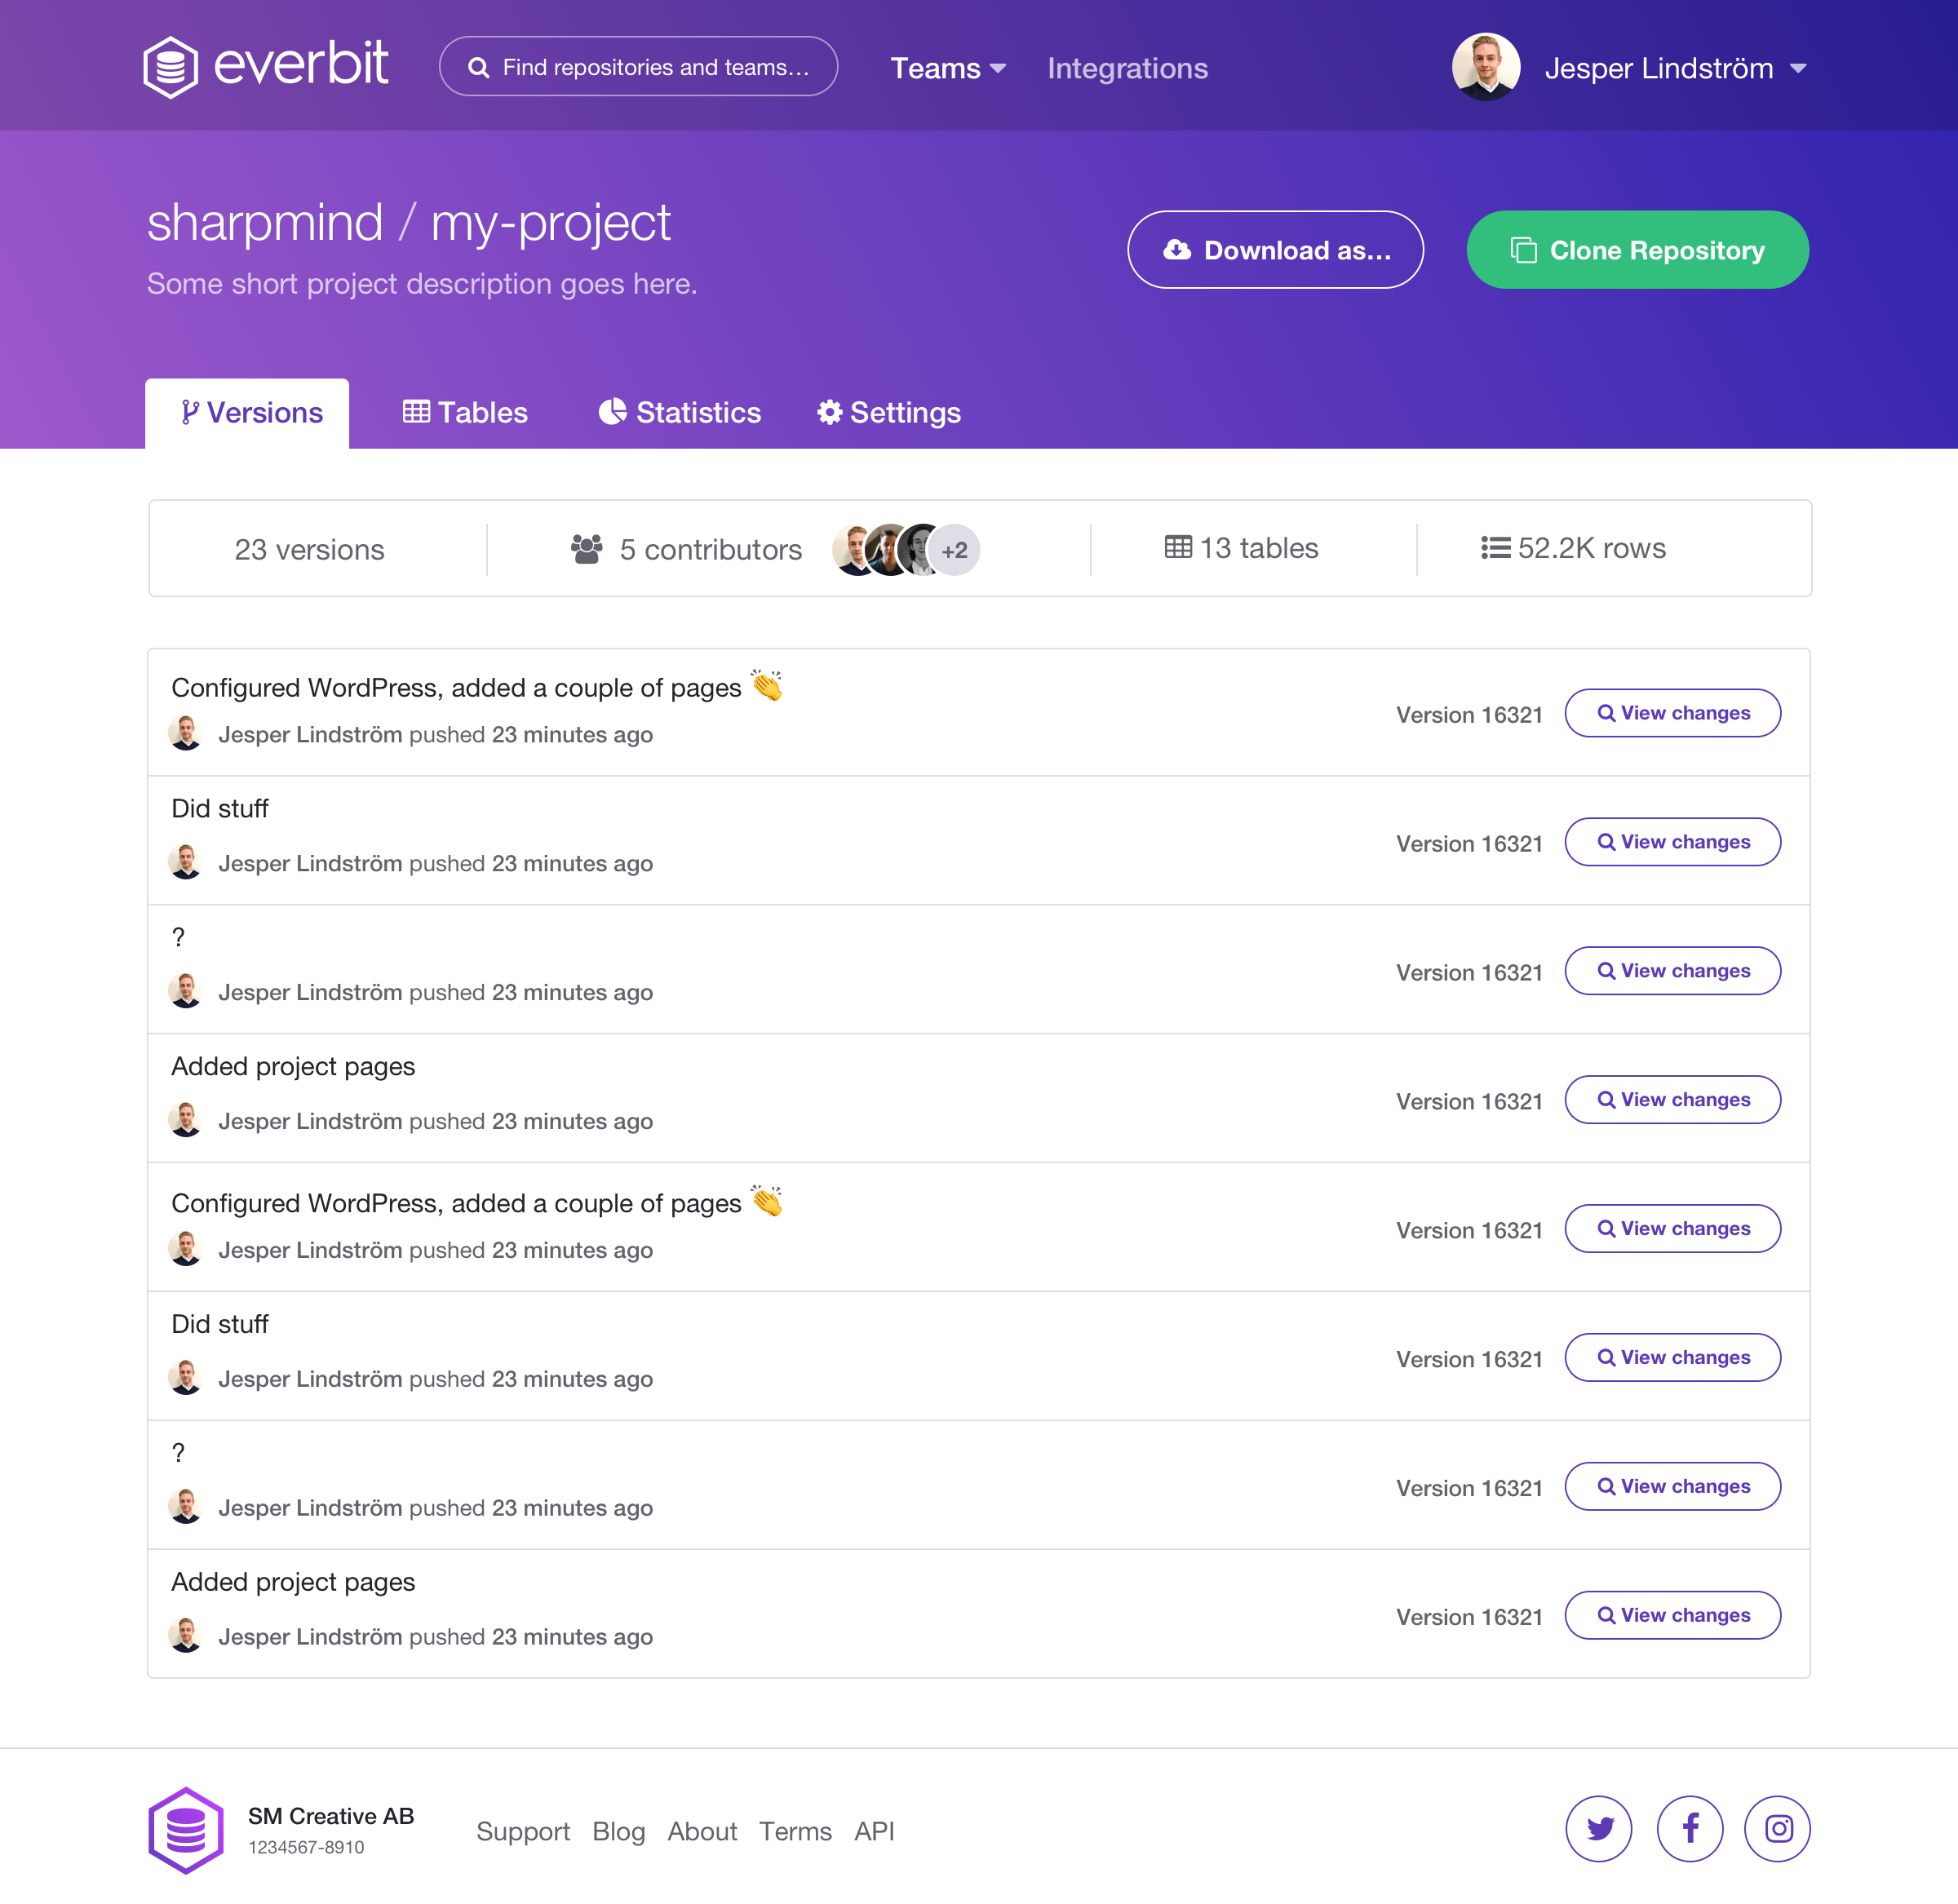 everbit
Find repositories and teams...
Teams
Integrations
Jesper Lindström
sharpmind / my-project
Some short project description goes here.
Download as...
Clone Repository
Versions
Tables
Statistics
Settings
23 versions
5 contributors
+2
13 tables
52.2K rows
Configured WordPress, added a couple of pages 👏
Jesper Lindström pushed 23 minutes ago
Version 16321
View changes
Did stuff
Jesper Lindström pushed 23 minutes ago
Version 16321
View changes
?
Jesper Lindström pushed 23 minutes ago
Version 16321
View changes
Added project pages
Jesper Lindström pushed 23 minutes ago
Version 16321
View changes
Configured WordPress, added a couple of pages 👏
Jesper Lindström pushed 23 minutes ago
Version 16321
View changes
Did stuff
Jesper Lindström pushed 23 minutes ago
Version 16321
View changes
?
Jesper Lindström pushed 23 minutes ago
Version 16321
View changes
Added project pages
Jesper Lindström pushed 23 minutes ago
Version 16321
View changes
SM Creative AB
1234567-8910
Support
Blog
About
Terms
API